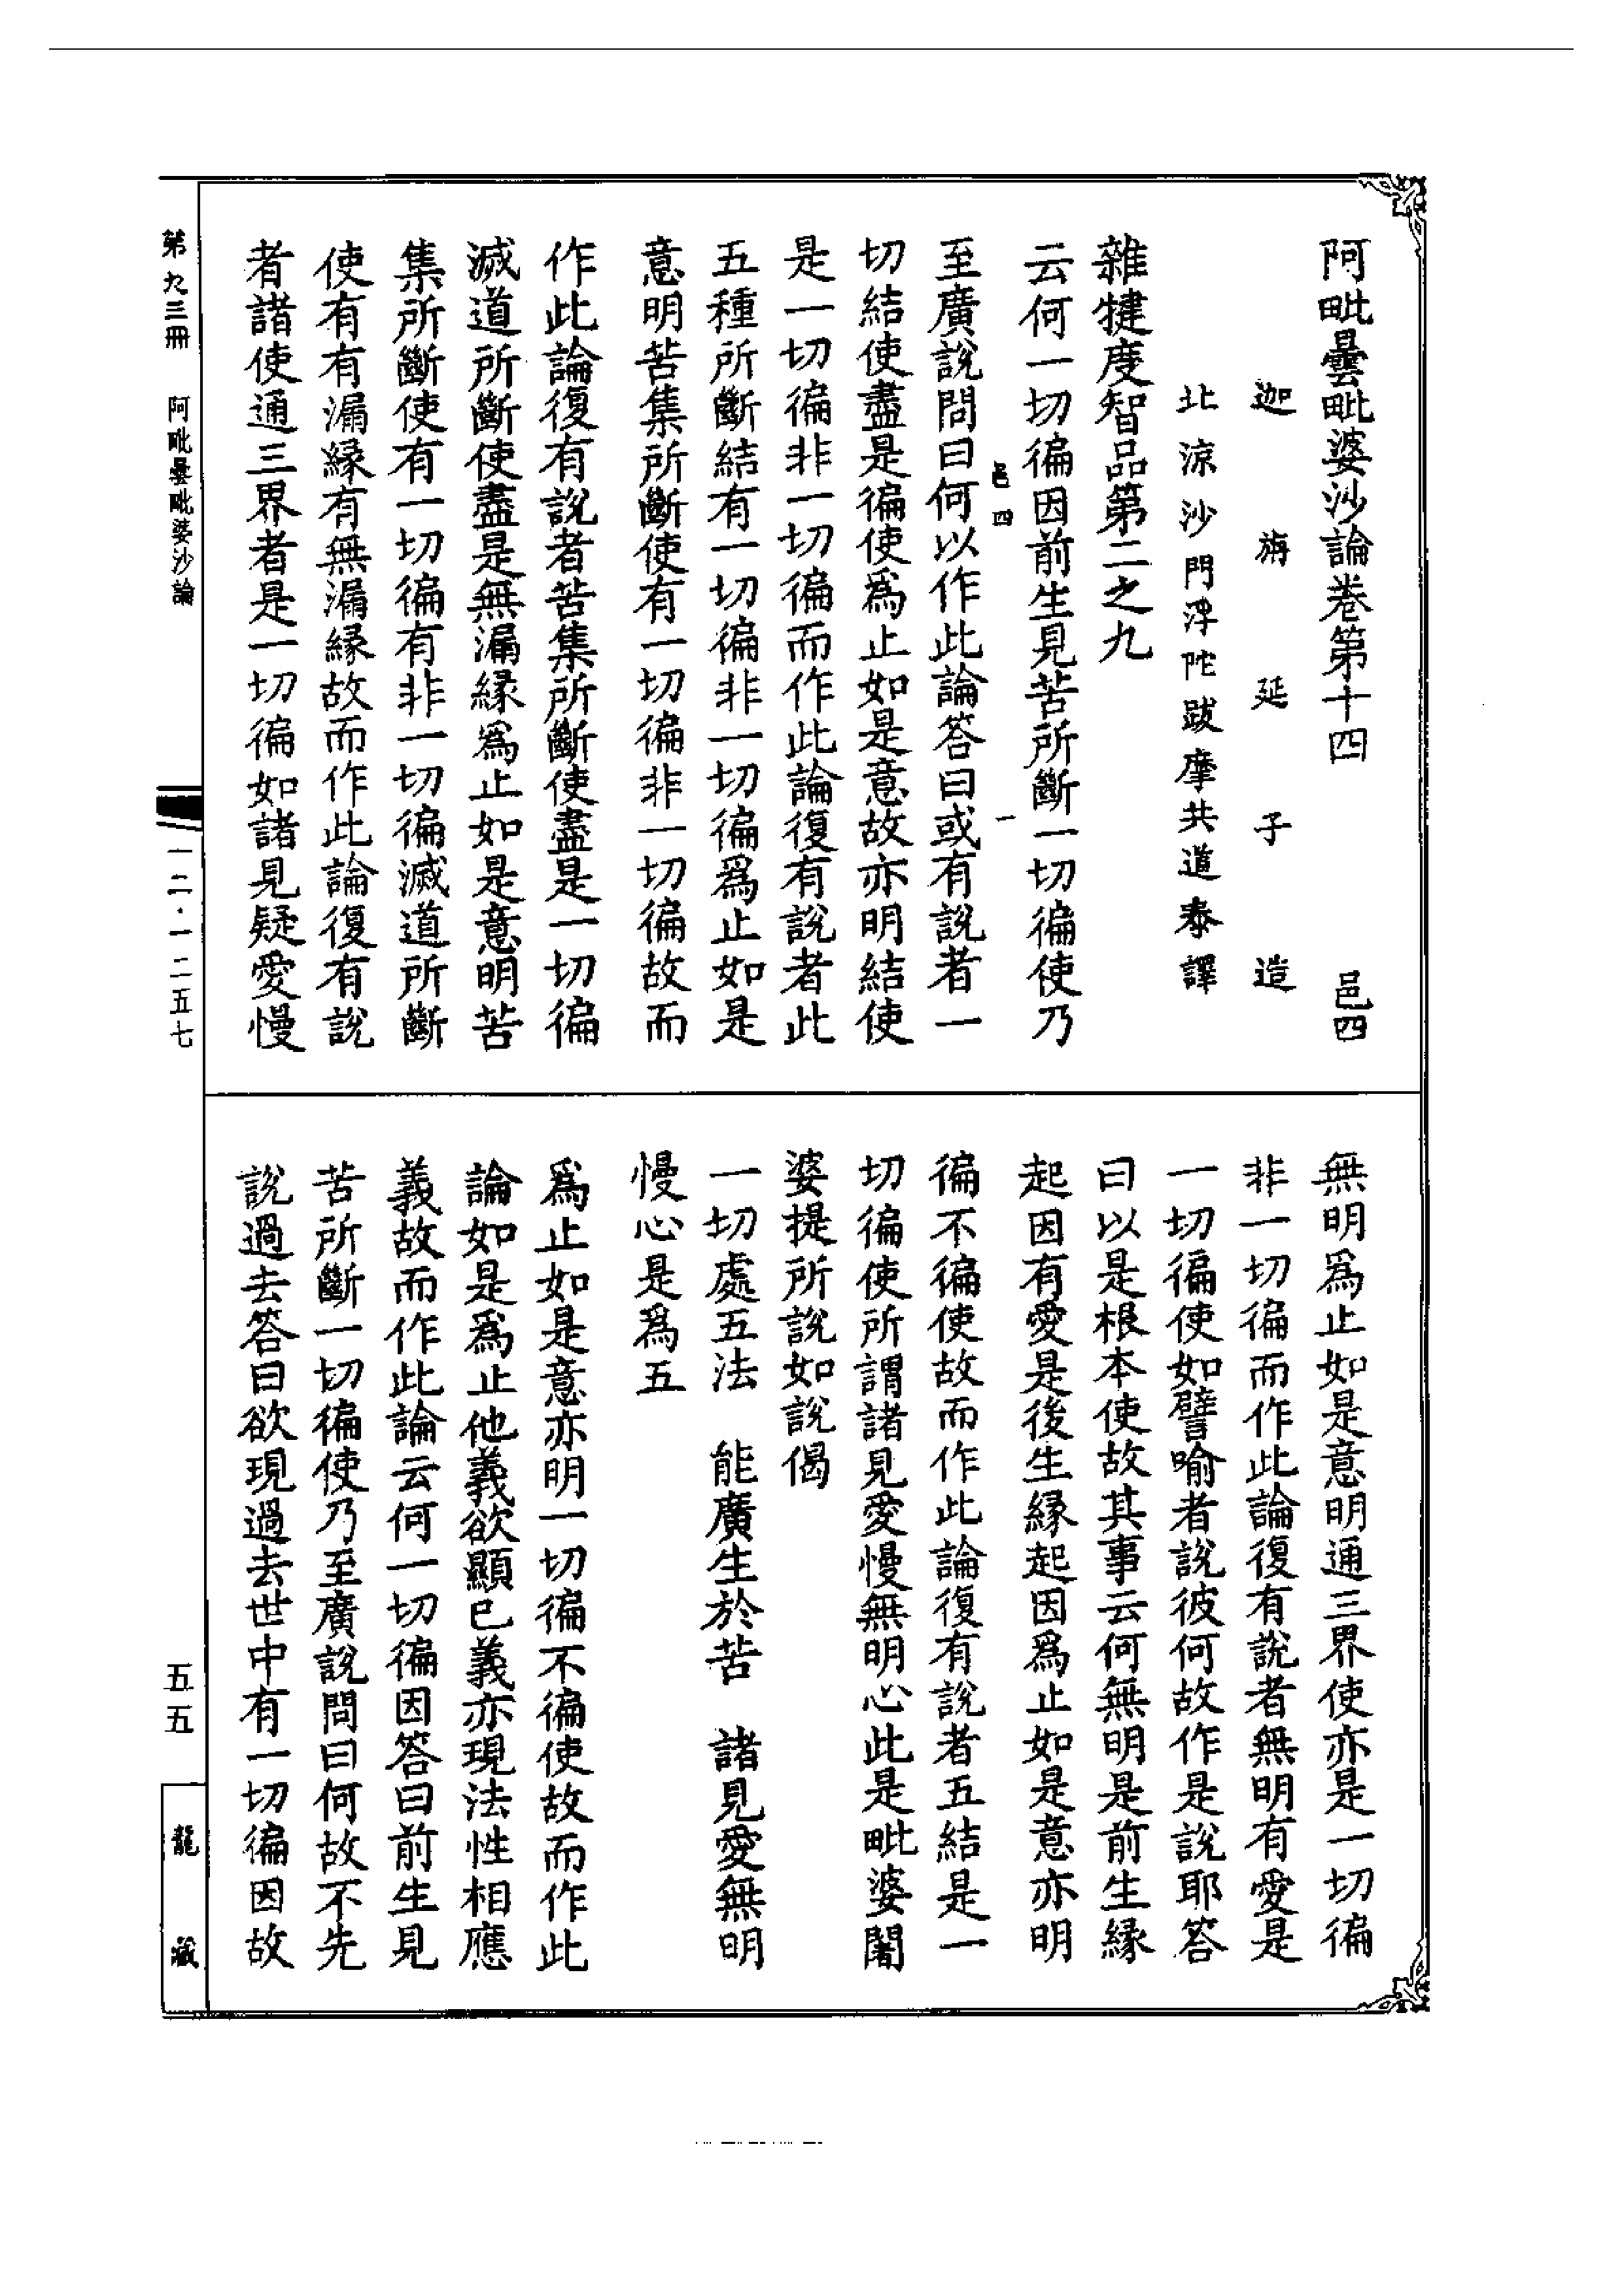 阿毗曇毗婆沙論卷第十四　邑四
迦旃延子造
北涼沙門浮陀跋摩共道泰譯
雜犍度智品第二之九
云何一切徧因前生見苦所斷一切徧使乃
邑四　一
至廣說問曰何以作此論答曰或有說者一
切結使盡是徧使爲止如是意故亦明結使
是一切徧非一切徧而作此論復有說者此
五種所斷結有一切徧非一切徧爲止如是
意明苦集所斷使有一切徧非一切徧故而
作此論復有說者苦集所斷使盡是一切徧
滅道所斷使盡是無漏緣爲止如是意明苦
集所斷使有一切徧有非一切徧滅道所斷
使有有漏緣有無漏緣故而作此論復有說
者諸使通三界者是一切徧如諸見疑愛慢
無明爲止如是意明通三界使亦是一切徧
非一切徧而作此論復有說者無明有愛是
一切徧使如譬喻者說彼何故作是說耶答
曰以是根本使故其事云何無明是前生緣
起因有愛是後生緣起因爲止如是意亦明
徧不徧使故而作此論復有說者五結是一
切徧使所謂諸見愛慢無明心此是毗婆闍
婆提所說如說偈
一切處五法　能廣生於苦　諸見愛無明
慢心是爲五
爲止如是意亦明一切徧不徧使故而作此
論如是爲止他義欲顯已義亦現法性相應
義故而作此論云何一切徧因答曰前生見
苦所斷一切徧使乃至廣說問曰何故不先
說過去答曰欲現過去世中有一切徧因故
第九三冊　阿毗曇毗婆沙論
一二·一二五七
五五
龍藏